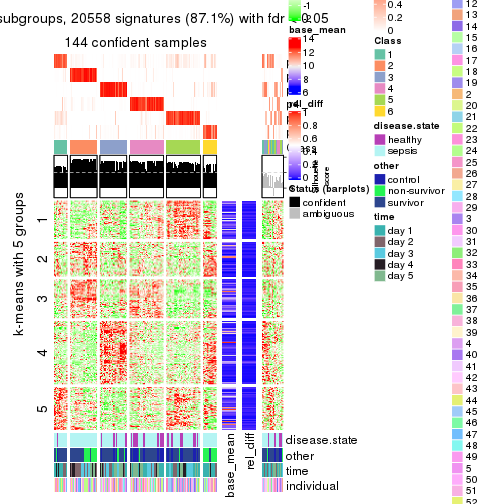 subgroups, 20558 signatures (87.1%) with fdr < 0.05
144 confident samples
k-means with 5 groups
1
2
3
4
5
base_mean
rel_diff
disease.state
other
time
individual
-1
base_mean
14
12
10
8
6
rel_diff
1
0.8
0.6
0.4
0.2
0
Silhouette
score
Status (barplots)
confident
ambiguous
0.4
0.2
0
Class
1
2
3
4
5
6
disease.state
healthy
sepsis
other
control
non-survivor
survivor
time
day 1
day 2
day 3
day 4
day 5
12
13
14
15
16
17
18
19
2
20
21
22
23
24
25
26
27
28
29
3
30
31
32
33
34
35
36
37
38
39
4
40
41
42
43
44
45
46
47
48
49
5
50
51
52